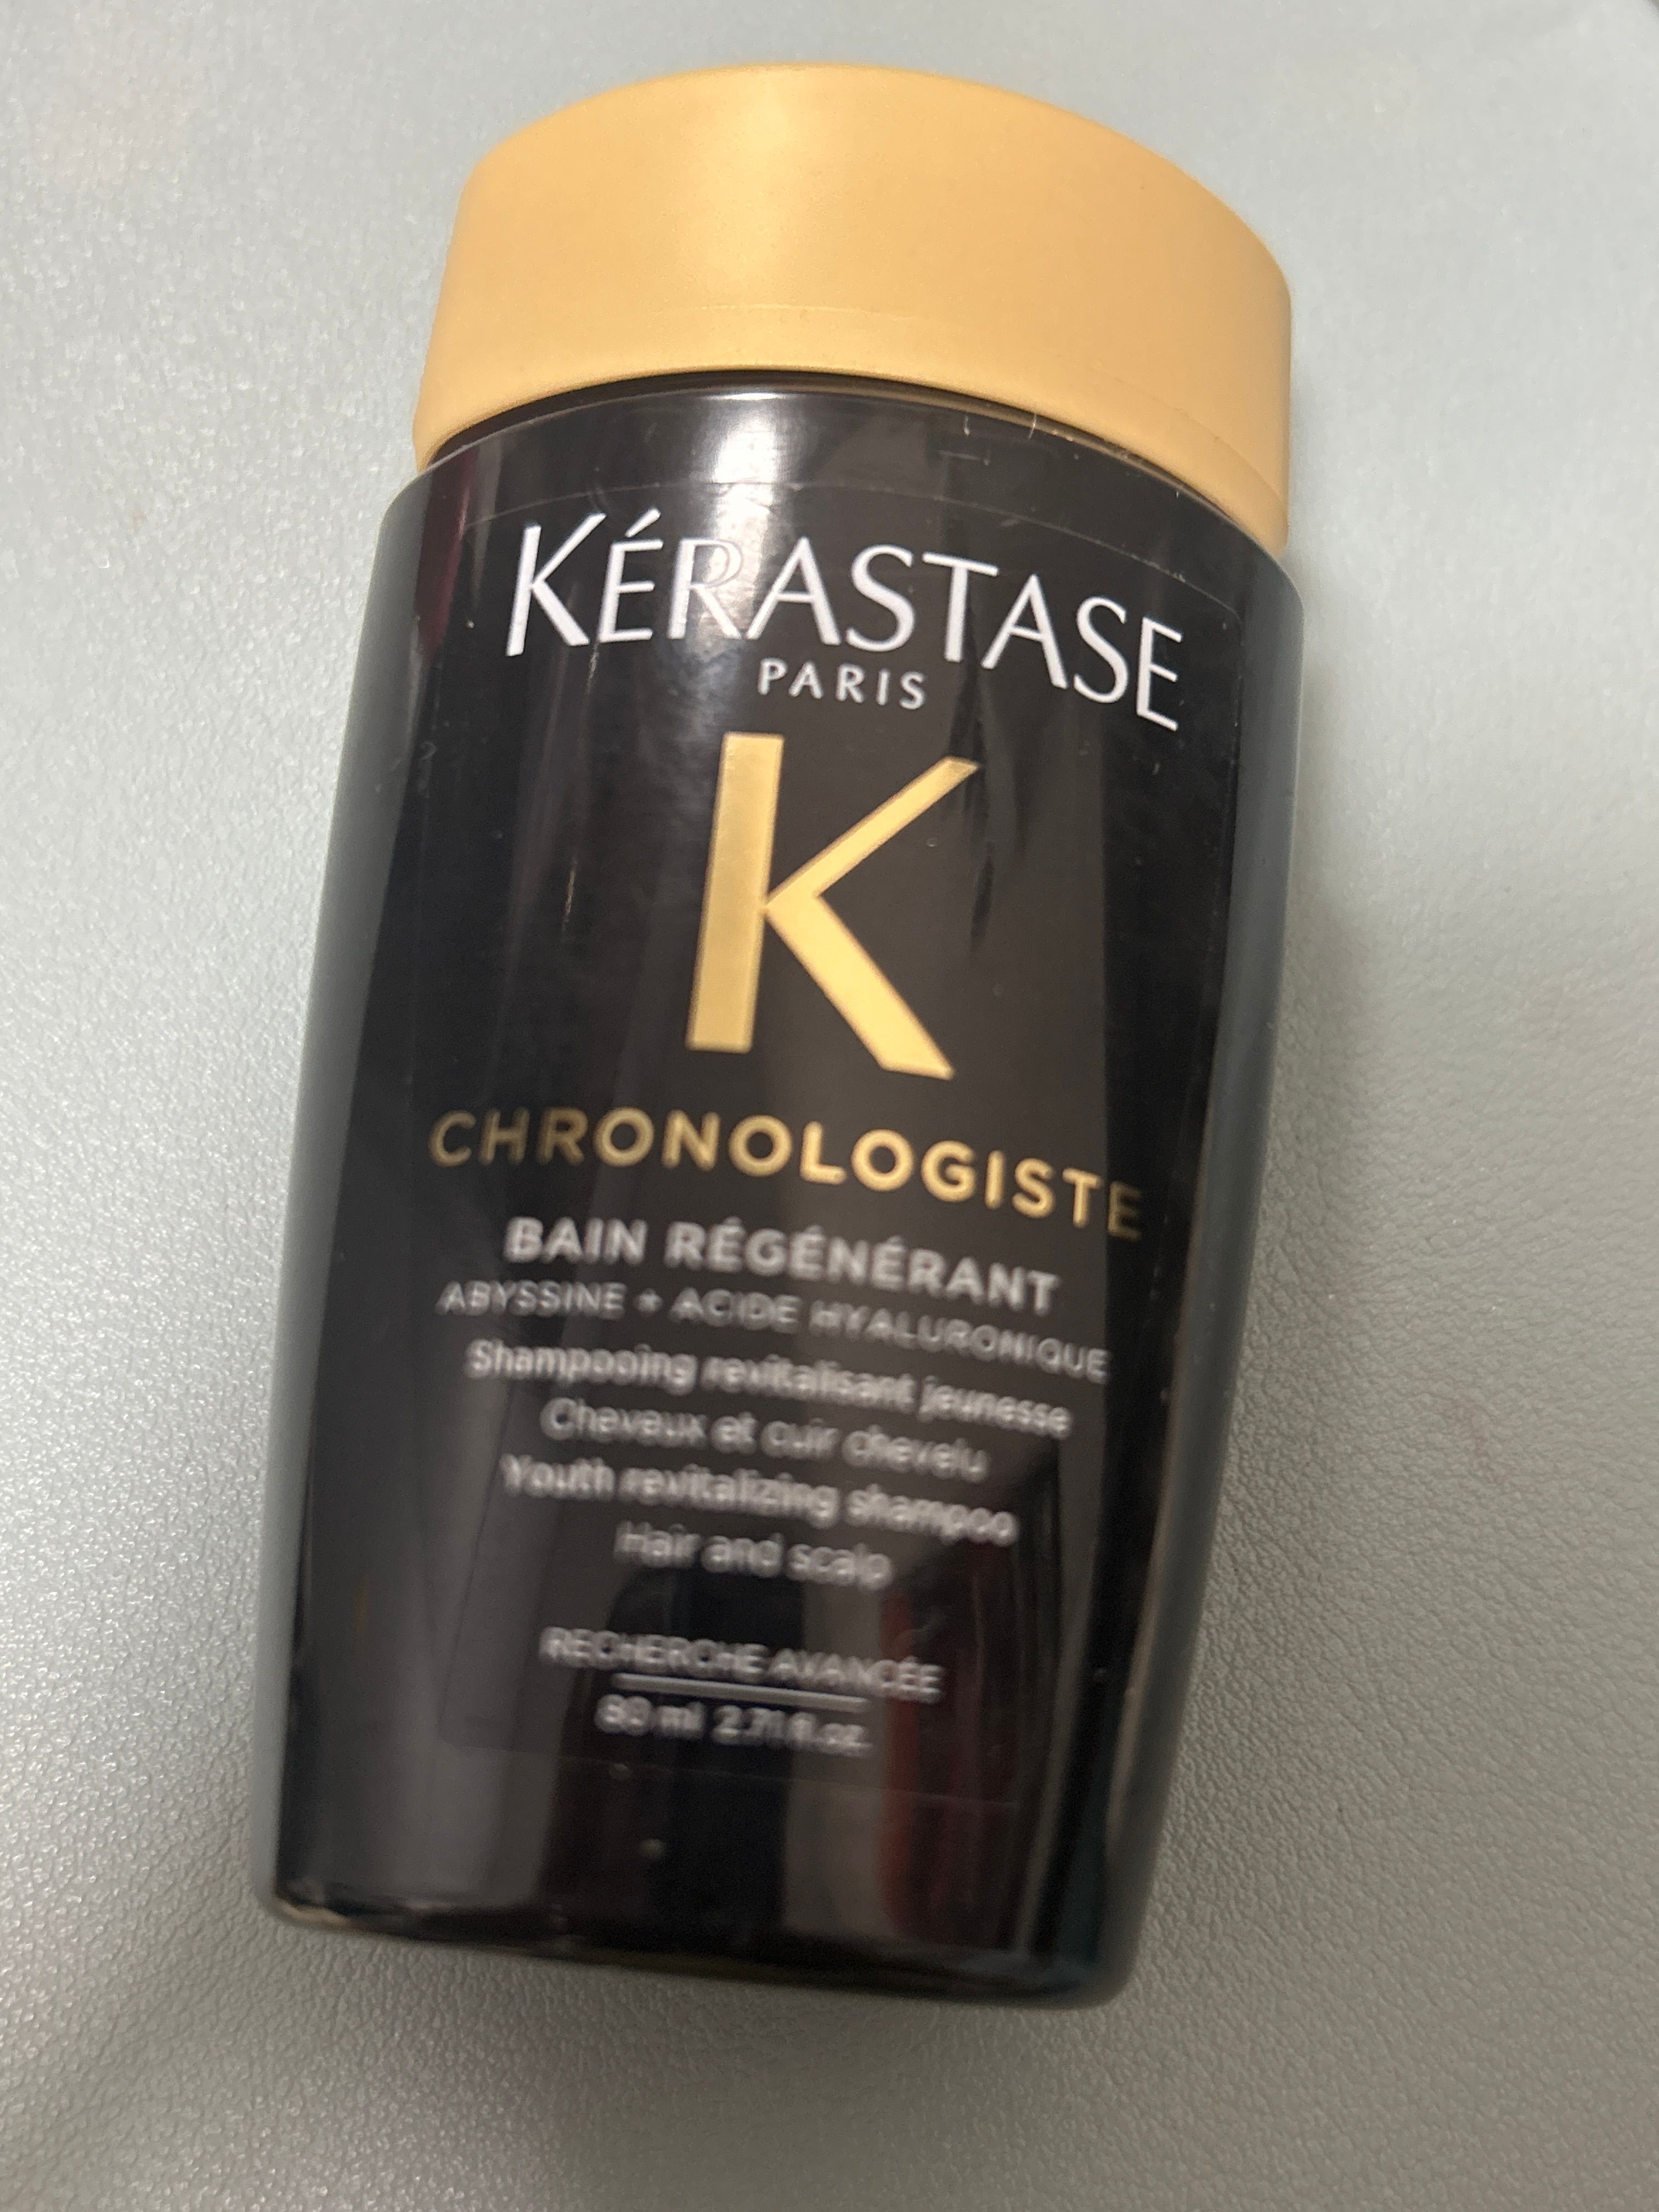 KÉRASTASE
PARIS
K
CHRONOLOGISTE
BAIN RÉGÉNÉRANT
ABYSSINE + ACIDE HYALURONIQUE
Shampooing revitalisant jeunesse
Cheveux et cuir chevelu
Youth revitalizing shampoo
Hair and scalp
RECHERCHE AVANCÉE
80 ml 2.71 fl.oz.